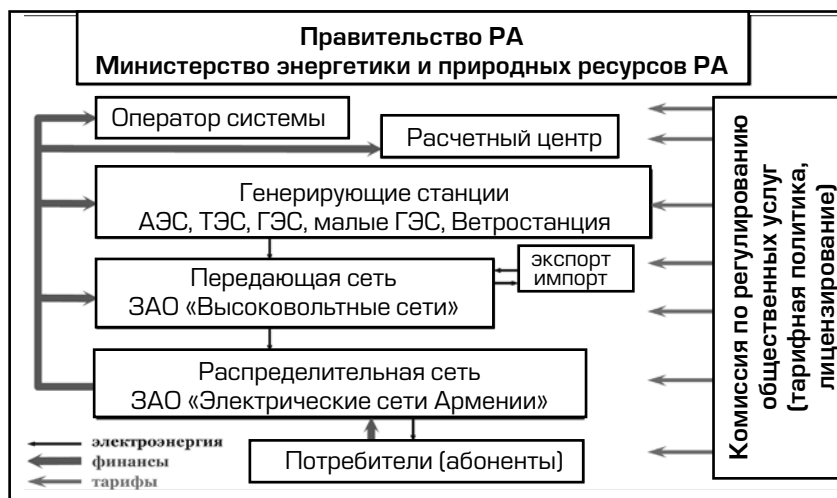 Правительство РА
Министерство энергетики и природных ресурсов РА
Оператор системы
Расчетный центр
Генерирующие станции
АЭС, ТЭС, ГЭС, малые ГЭС, Ветростанция
экспорт
импорт
Передающая сеть
ЗАО «Высоковольтные сети»
Распределительная сеть
ЗАО «Электрические сети Армении»
Потребители (абоненты)
Комиссия по регулированию
общественных услуг
(тарифная политика,
лицензирование)
электроэнергия
финансы
тарифы